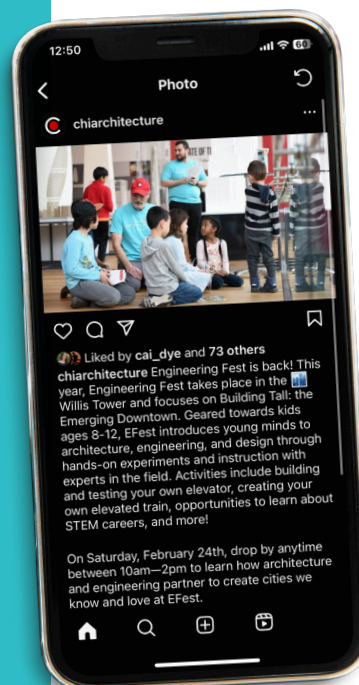 12:50
60
Photo
chiarchitecture
Liked by cai_dye and 73 others
chiarchitecture Engineering Fest is back! This
year, Engineering Fest takes place in the
Willis Tower and focuses on Building Tall: the
Emerging Downtown. Geared towards kids
ages 8-12, EFest introduces young minds to
architecture, engineering, and design through
hands-on experiments and instruction with
experts in the field. Activities include building
and testing your own elevator, creating your
own elevated train, opportunities to learn about
STEM careers, and more!
On Saturday, February 24th, drop by anytime
between 10am—2pm to learn how architecture
and engineering partner to create cities we
know and love at EFest.